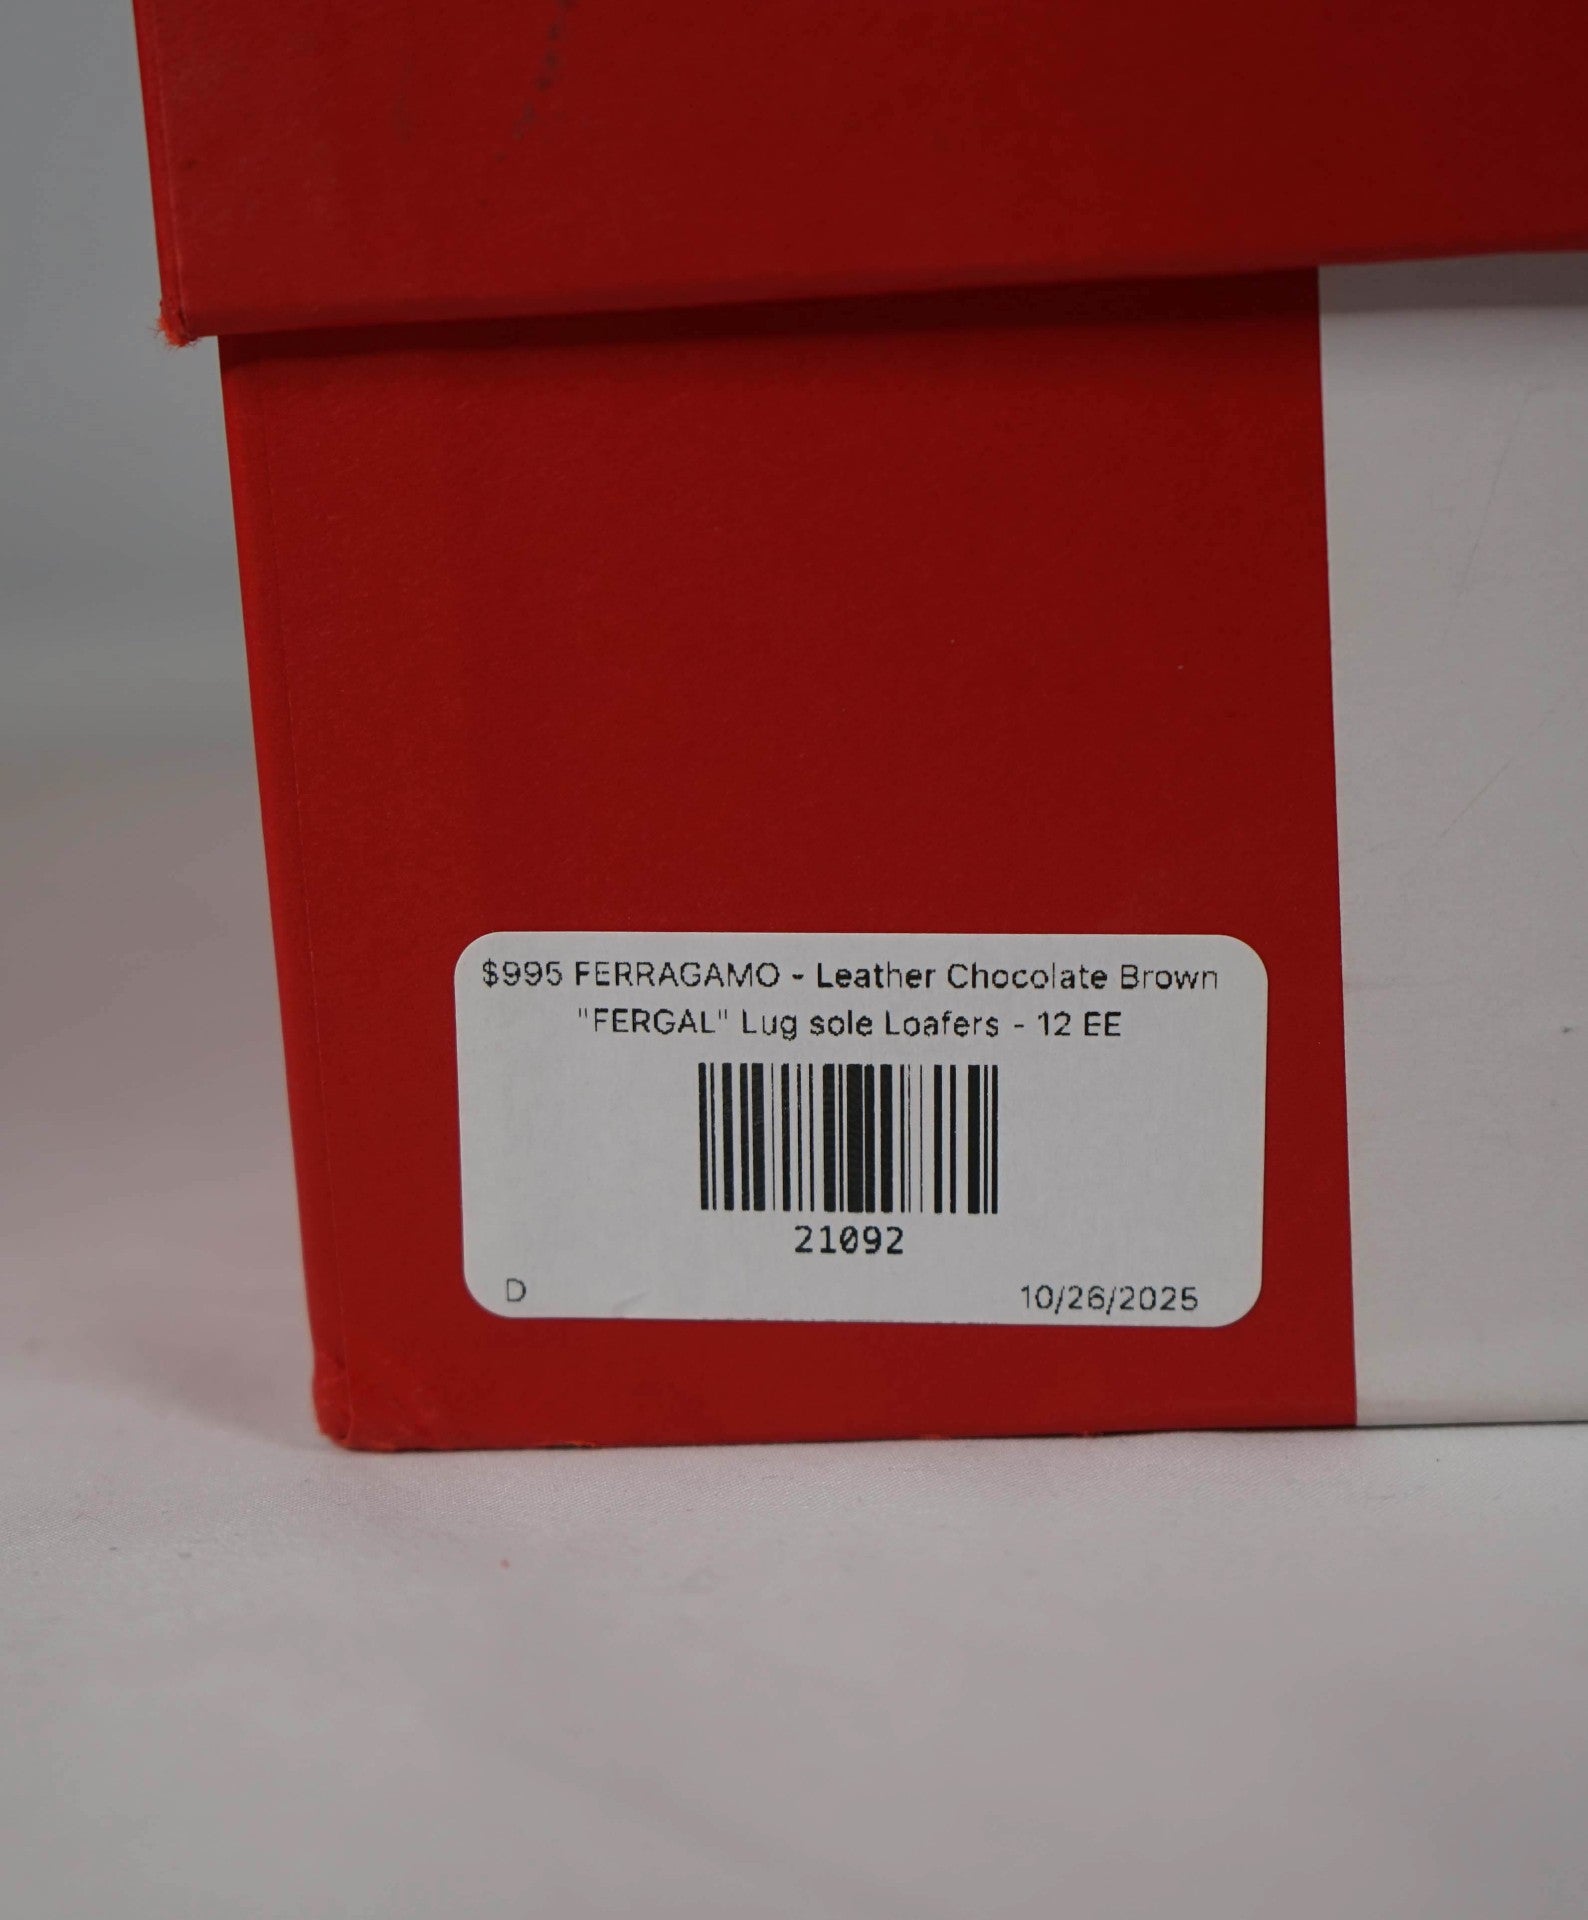 $995 FERRAGAMO - Leather Chocolate Brown
"FERGAL" Lug sole Loafers - 12 EE
21092
D
10/26/2025